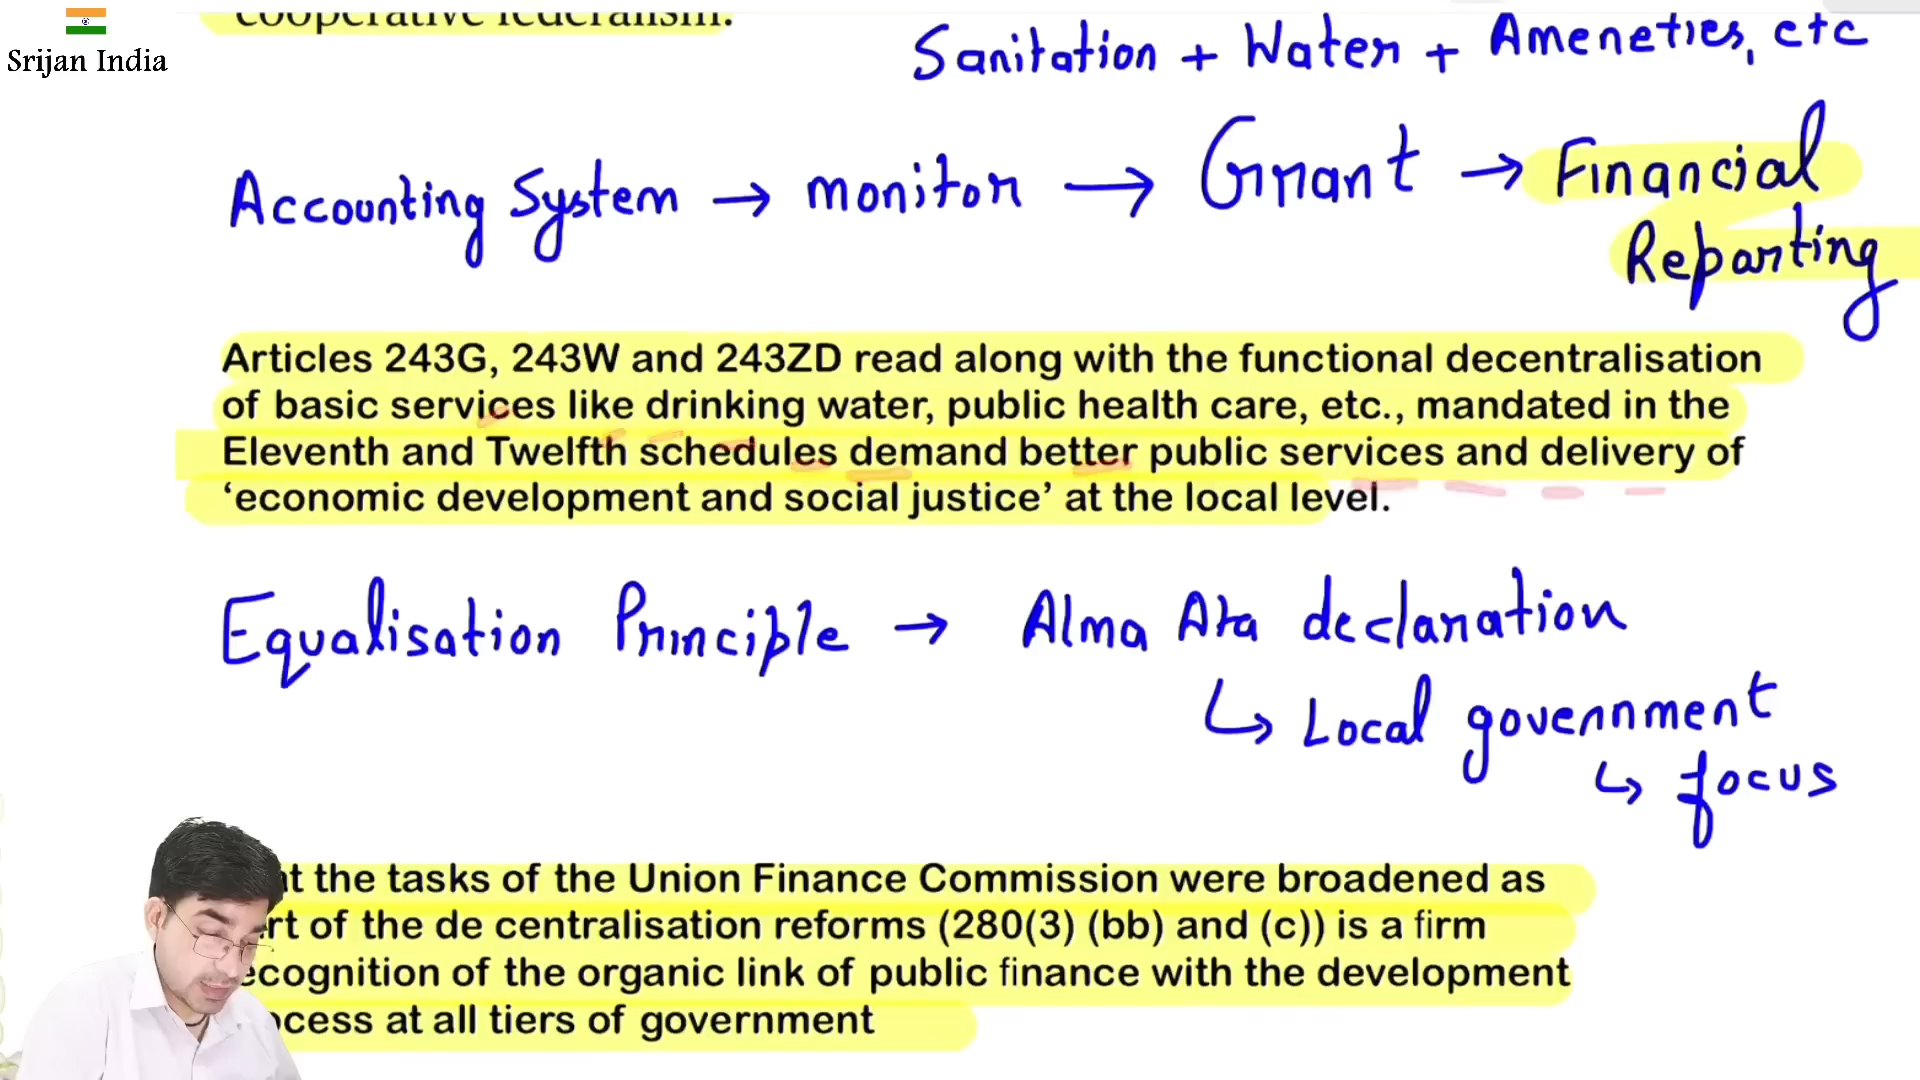 cooperative federalism.
Srijan India
Sanitation + Water + Ameneties, etc
Accounting System → monitor → Grant → Financial
Reporting
Articles 243G, 243W and 243ZD read along with the functional decentralisation
of basic services like drinking water, public health care, etc., mandated in the
Eleventh and Twelfth schedules demand better public services and delivery of
‘economic development and social justice’ at the local level.
Equalisation Principle → Alma Ata declaration
↳ Local government
↳ focus
the tasks of the Union Finance Commission were broadened as
of the de centralisation reforms (280(3) (bb) and (c)) is a firm
of the organic link of public finance with the development
at all tiers of government